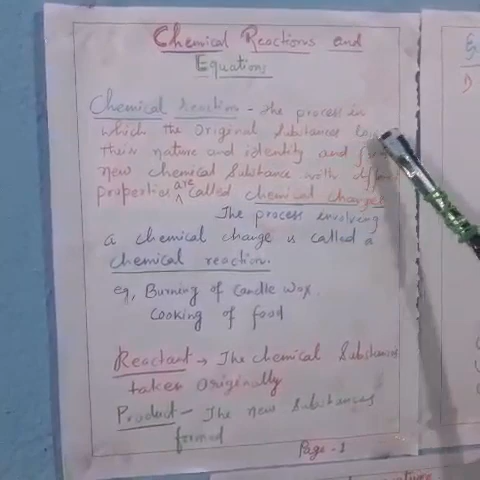 Chemical Reactions and
Equations
Chemical reaction - The process in
which the Original Substances
Their nature and identity and
new chemical Substance with
properties are called chemical change
The process involving
a chemical change is called a
chemical reaction.
eg, Burning of Candle wax.
Cooking of food
Reactant → The chemical Substances
taken Originally
Product - The new Substances
formed
Page - 1